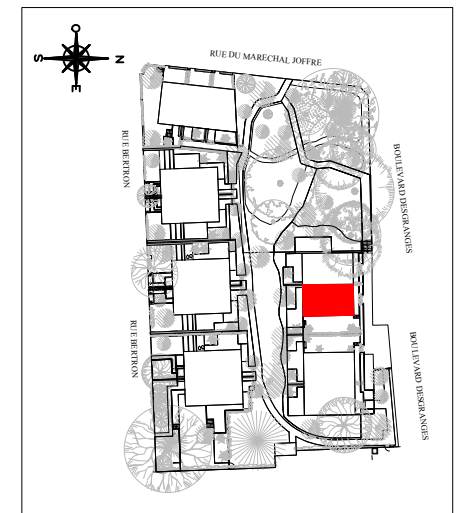 O
S
N
E
RUE DU MARECHAL JOFFRE
RUE BERTRON
BOULEVARD DESGRANGES
RUE BERTRON
BOULEVARD DESGRANGES